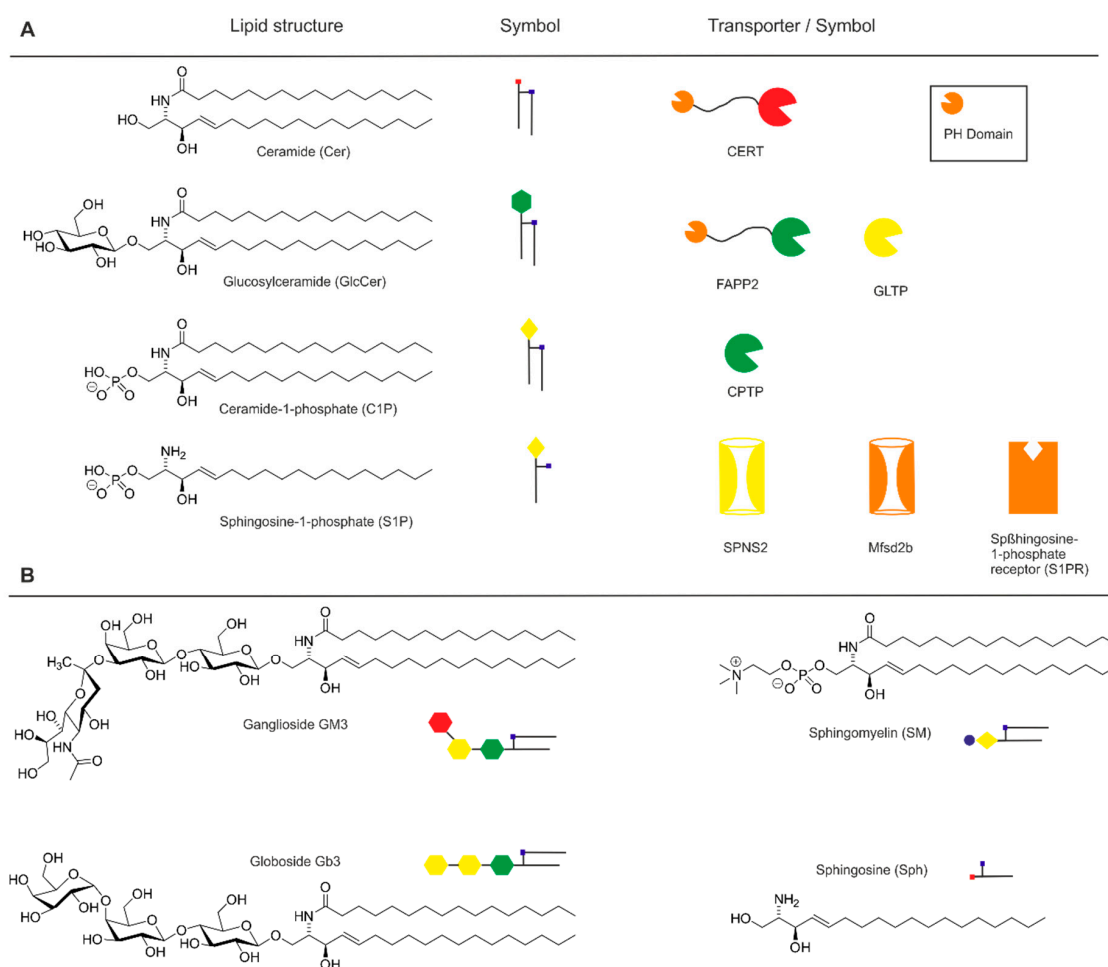 A
Lipid structure Symbol Transporter / Symbol
O
HN
HO
OH
Ceramide (Cer)
CERT
PH Domain
OH
O
HO
HO
OH
O
O
HN
OH
Glucosylceramide (GlcCer)
FAPP2
GLTP
O
HN
HO
P
O
O
⊖
O
OH
Ceramide-1-phosphate (C1P)
CPTP
NH₂
HO
P
O
O
⊖
O
OH
Sphingosine-1-phosphate (S1P)
SPNS2
Mfsd2b
Spßhingosine-
1-phosphate
receptor (S1PR)
B
OH
OH
O
OH
O
HN
H₃C
O
O
OH
O
HO
O
OH
O
OH
HO
O
OH
OH
HO
HN
O
HO
Ganglioside GM3
O
HN
N
⊕
O
P
O
O
⊖
O
OH
Sphingomyelin (SM)
Globoside Gb3
OH
OH
O
HO
OH
O
OH
O
HO
OH
O
OH
O
HO
OH
O
O
HN
OH
Sphingosine (Sph)
NH₂
HO
OH